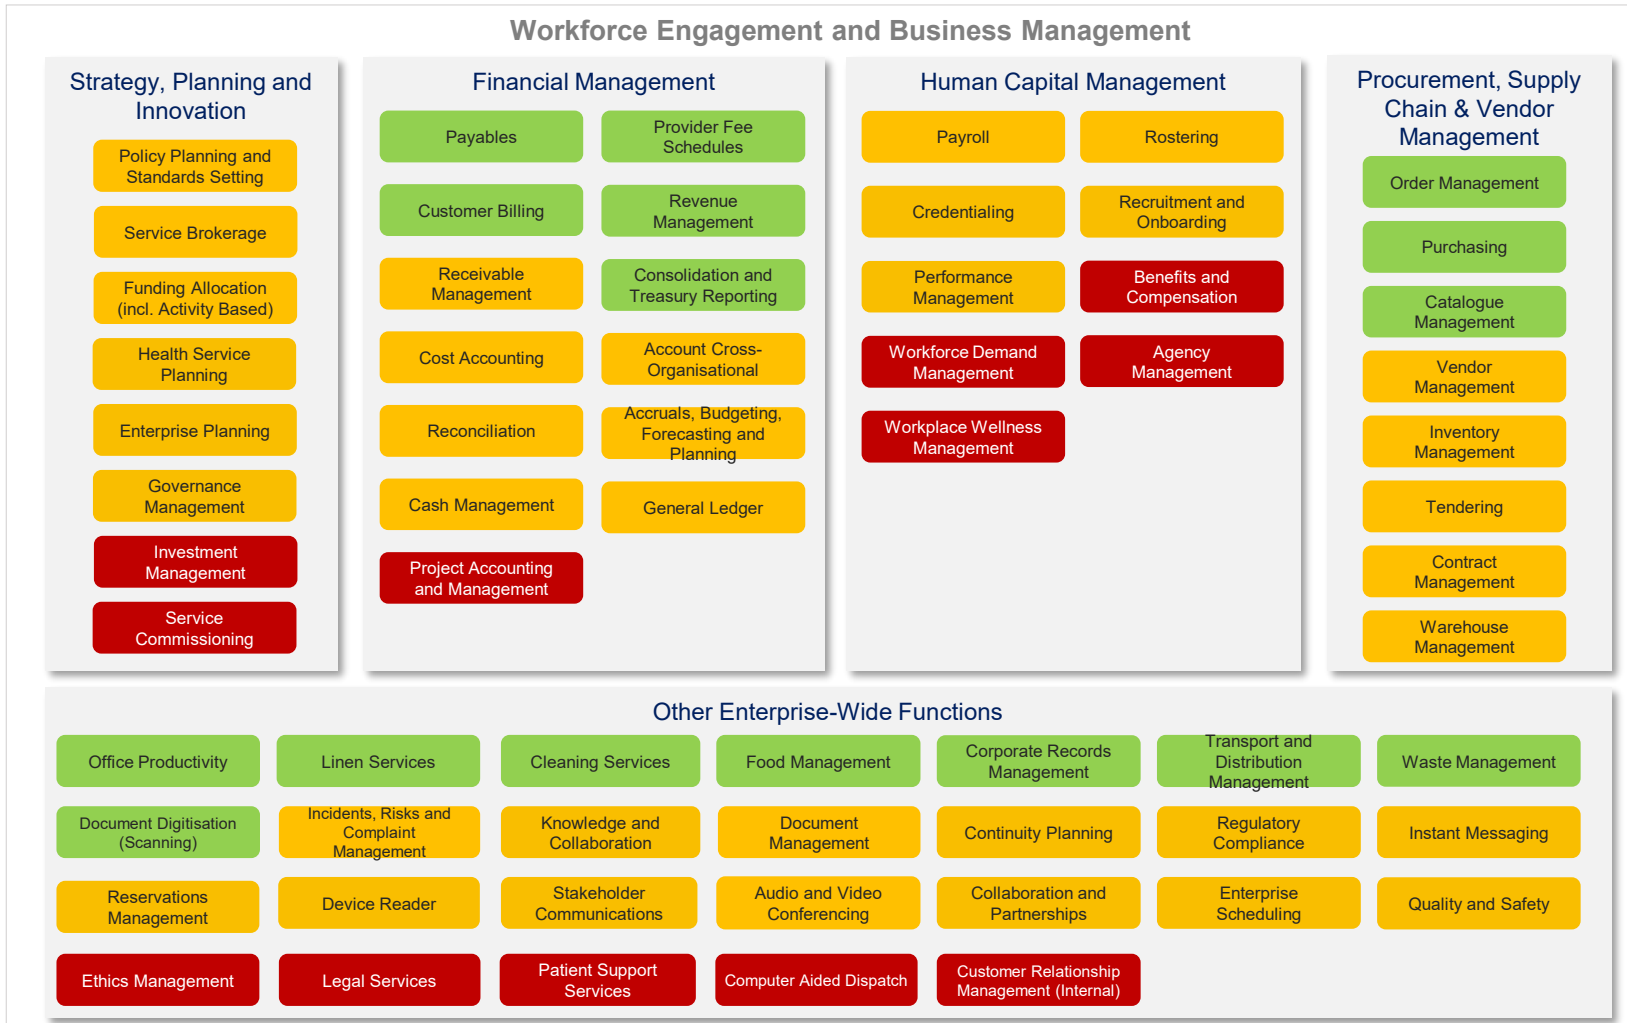 Workforce Engagement and Business Management
Strategy, Planning and
Innovation
Policy Planning and
Standards Setting
Service Brokerage
Funding Allocation
(incl. Activity Based)
Health Service
Planning
Enterprise Planning
Governance
Management
Investment
Management
Service
Commissioning
Financial Management
Payables
Provider Fee
Schedules
Customer Billing
Revenue
Management
Receivable
Management
Consolidation and
Treasury Reporting
Cost Accounting
Account Cross-
Organisational
Reconciliation
Accruals, Budgeting,
Forecasting and
Planning
Cash Management
General Ledger
Project Accounting
and Management
Human Capital Management
Payroll
Rostering
Credentialing
Recruitment and
Onboarding
Performance
Management
Benefits and
Compensation
Workforce Demand
Management
Agency
Management
Workplace Wellness
Management
Procurement, Supply
Chain & Vendor
Management
Order Management
Purchasing
Catalogue
Management
Vendor
Management
Inventory
Management
Tendering
Contract
Management
Warehouse
Management
Other Enterprise-Wide Functions
Office Productivity
Linen Services
Cleaning Services
Food Management
Corporate Records
Management
Transport and
Distribution
Management
Waste Management
Document Digitisation
(Scanning)
Incidents, Risks and
Complaint
Management
Knowledge and
Collaboration
Document
Management
Continuity Planning
Regulatory
Compliance
Instant Messaging
Reservations
Management
Device Reader
Stakeholder
Communications
Audio and Video
Conferencing
Collaboration and
Partnerships
Enterprise
Scheduling
Quality and Safety
Ethics Management
Legal Services
Patient Support
Services
Computer Aided Dispatch
Customer Relationship
Management (Internal)